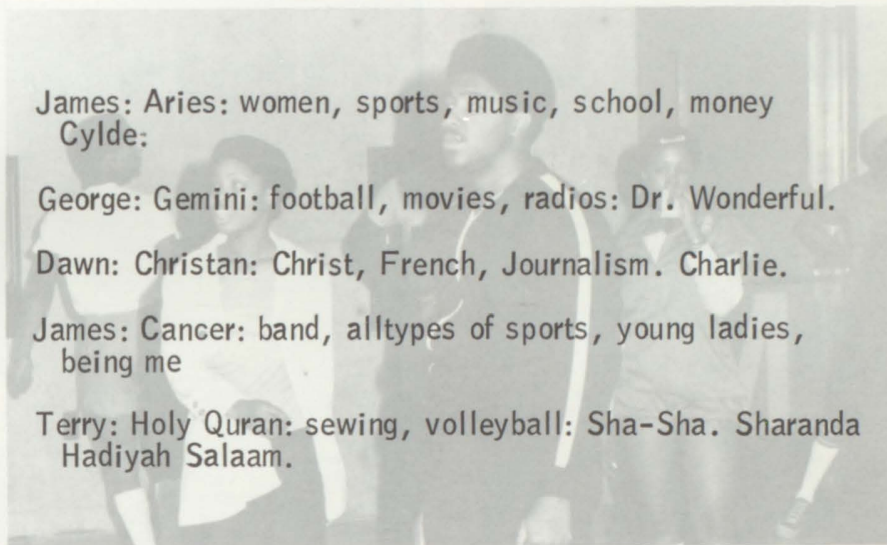 James: Aries: women, sports, music, school, money
Cylde:
George: Gemini: football, movies, radios: Dr. Wonderful.
Dawn: Christan: Christ, French, Journalism. Charlie.
James: Cancer: band, alltypes of sports, young ladies,
being me
Terry: Holy Quran: sewing, volleyball: Sha-Sha. Sharanda
Hadiyah Salaam.